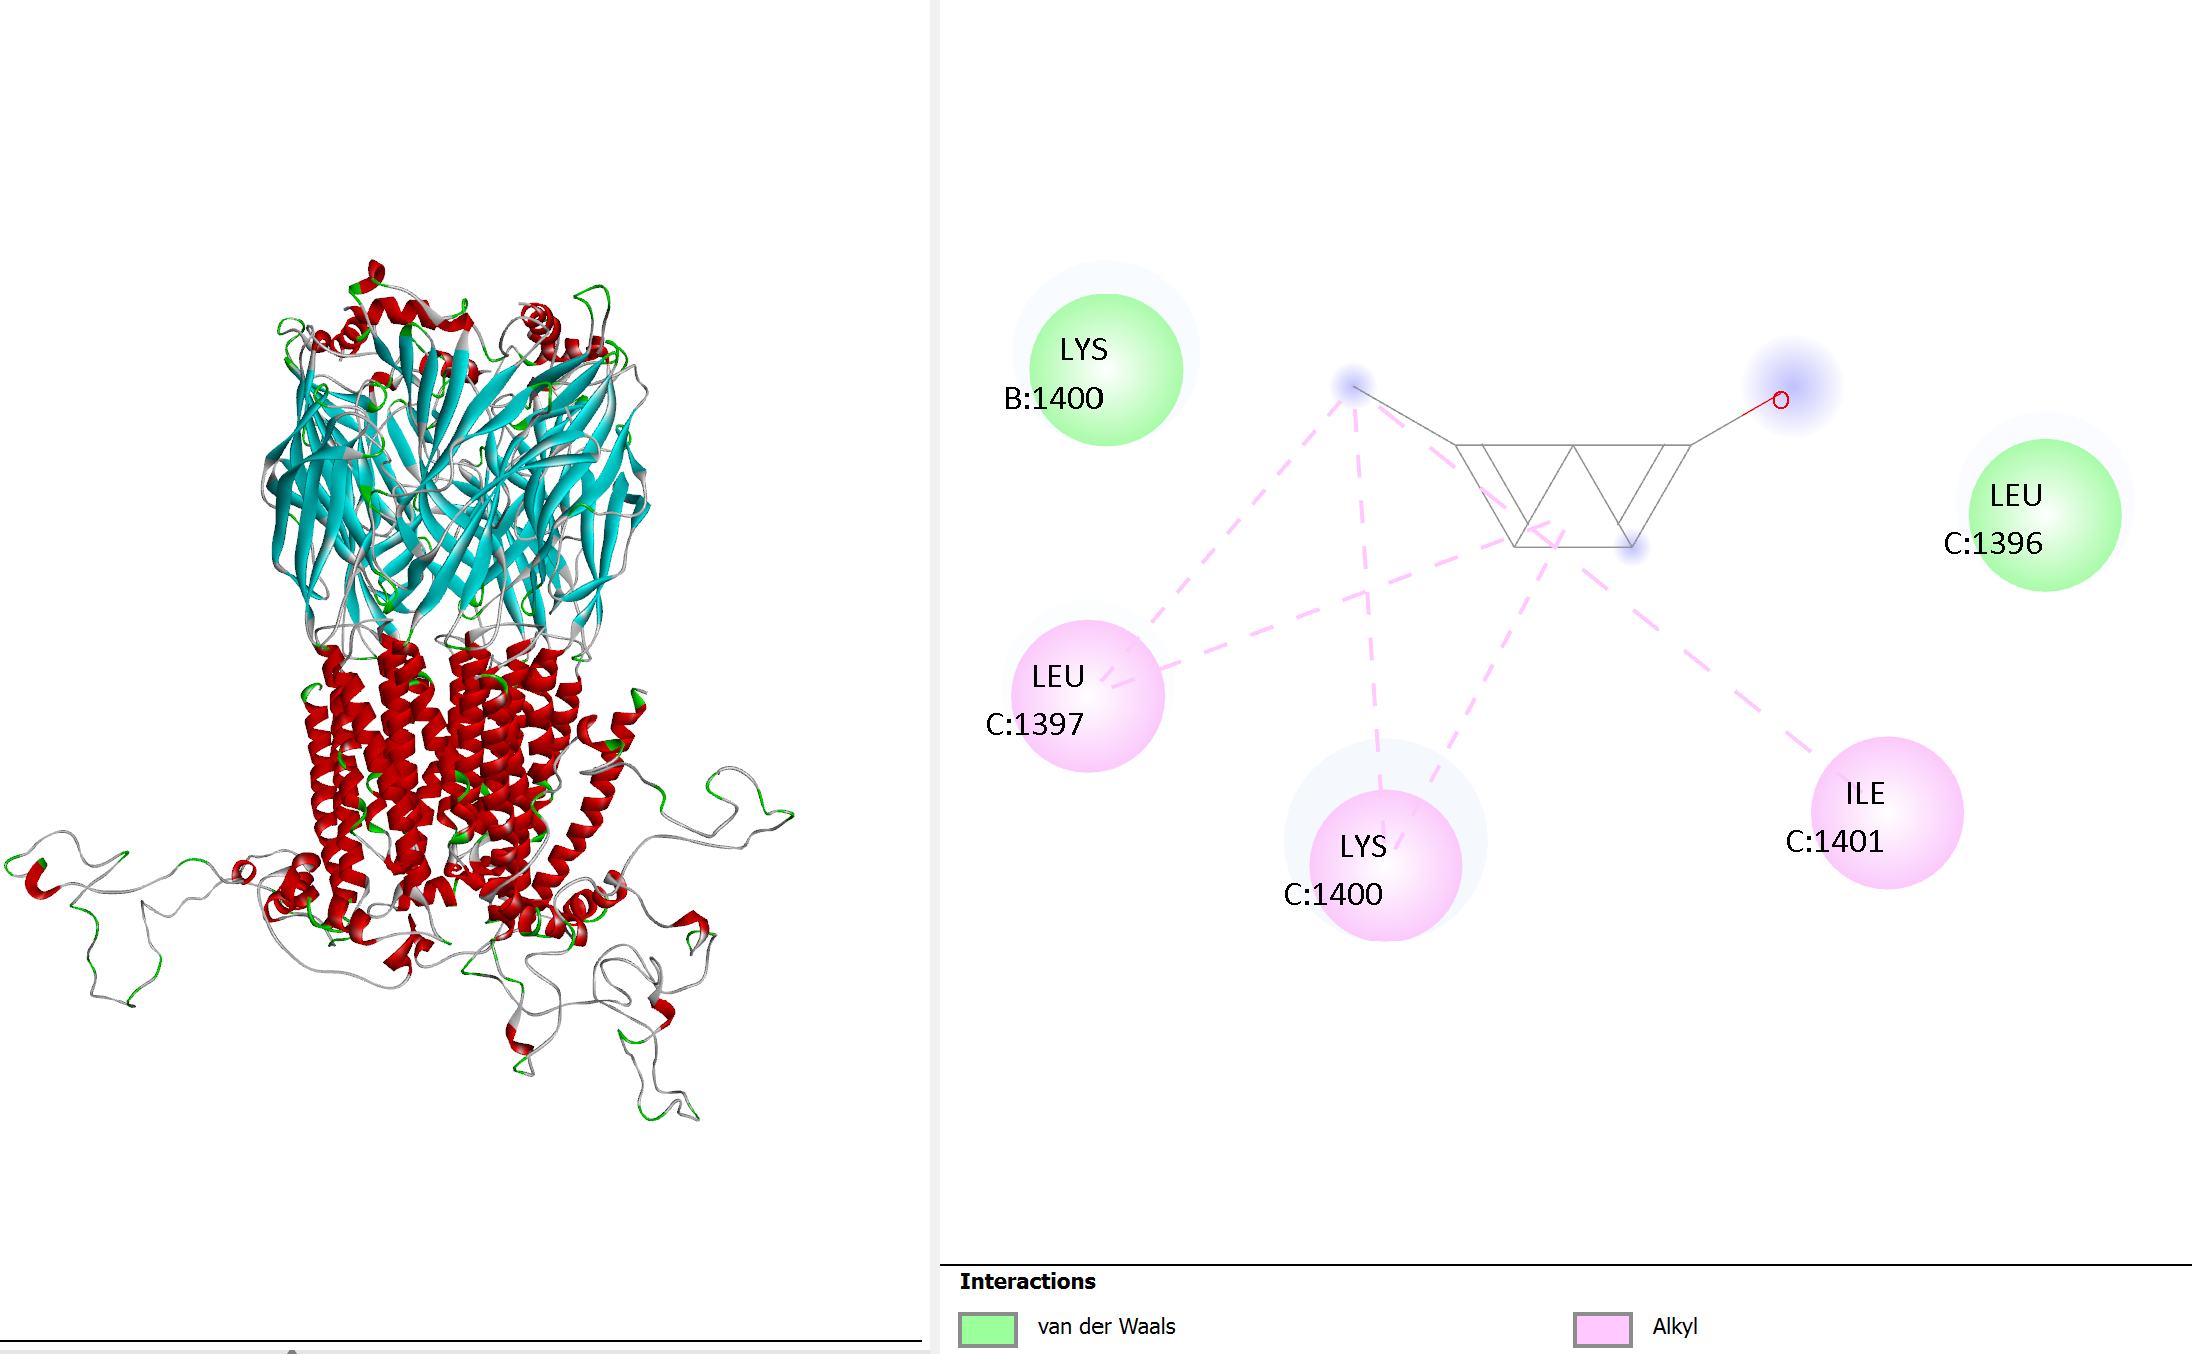 LYS
B:1400
O
LEU
C:1396
LEU
C:1397
LYS
C:1400
ILE
C:1401
Interactions
van der Waals
Alkyl